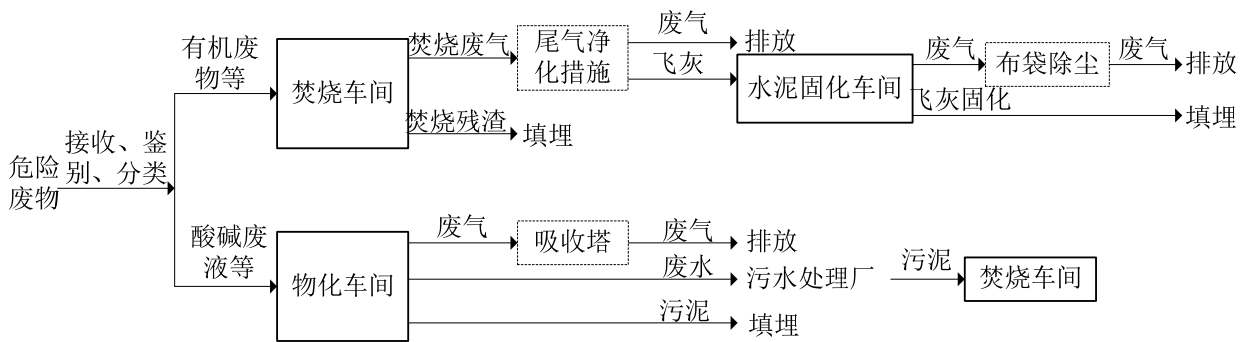 危险
废物
接收、鉴
别、分类
有机废
物等
焚烧车间
焚烧废气
尾气净
化措施
废气
排放
飞灰
水泥固化车间
废气
布袋除尘
废气
排放
飞灰固化
填埋
焚烧残渣
填埋
酸碱废
液等
物化车间
废气
吸收塔
废气
排放
废水
污水处理厂
污泥
焚烧车间
污泥
填埋